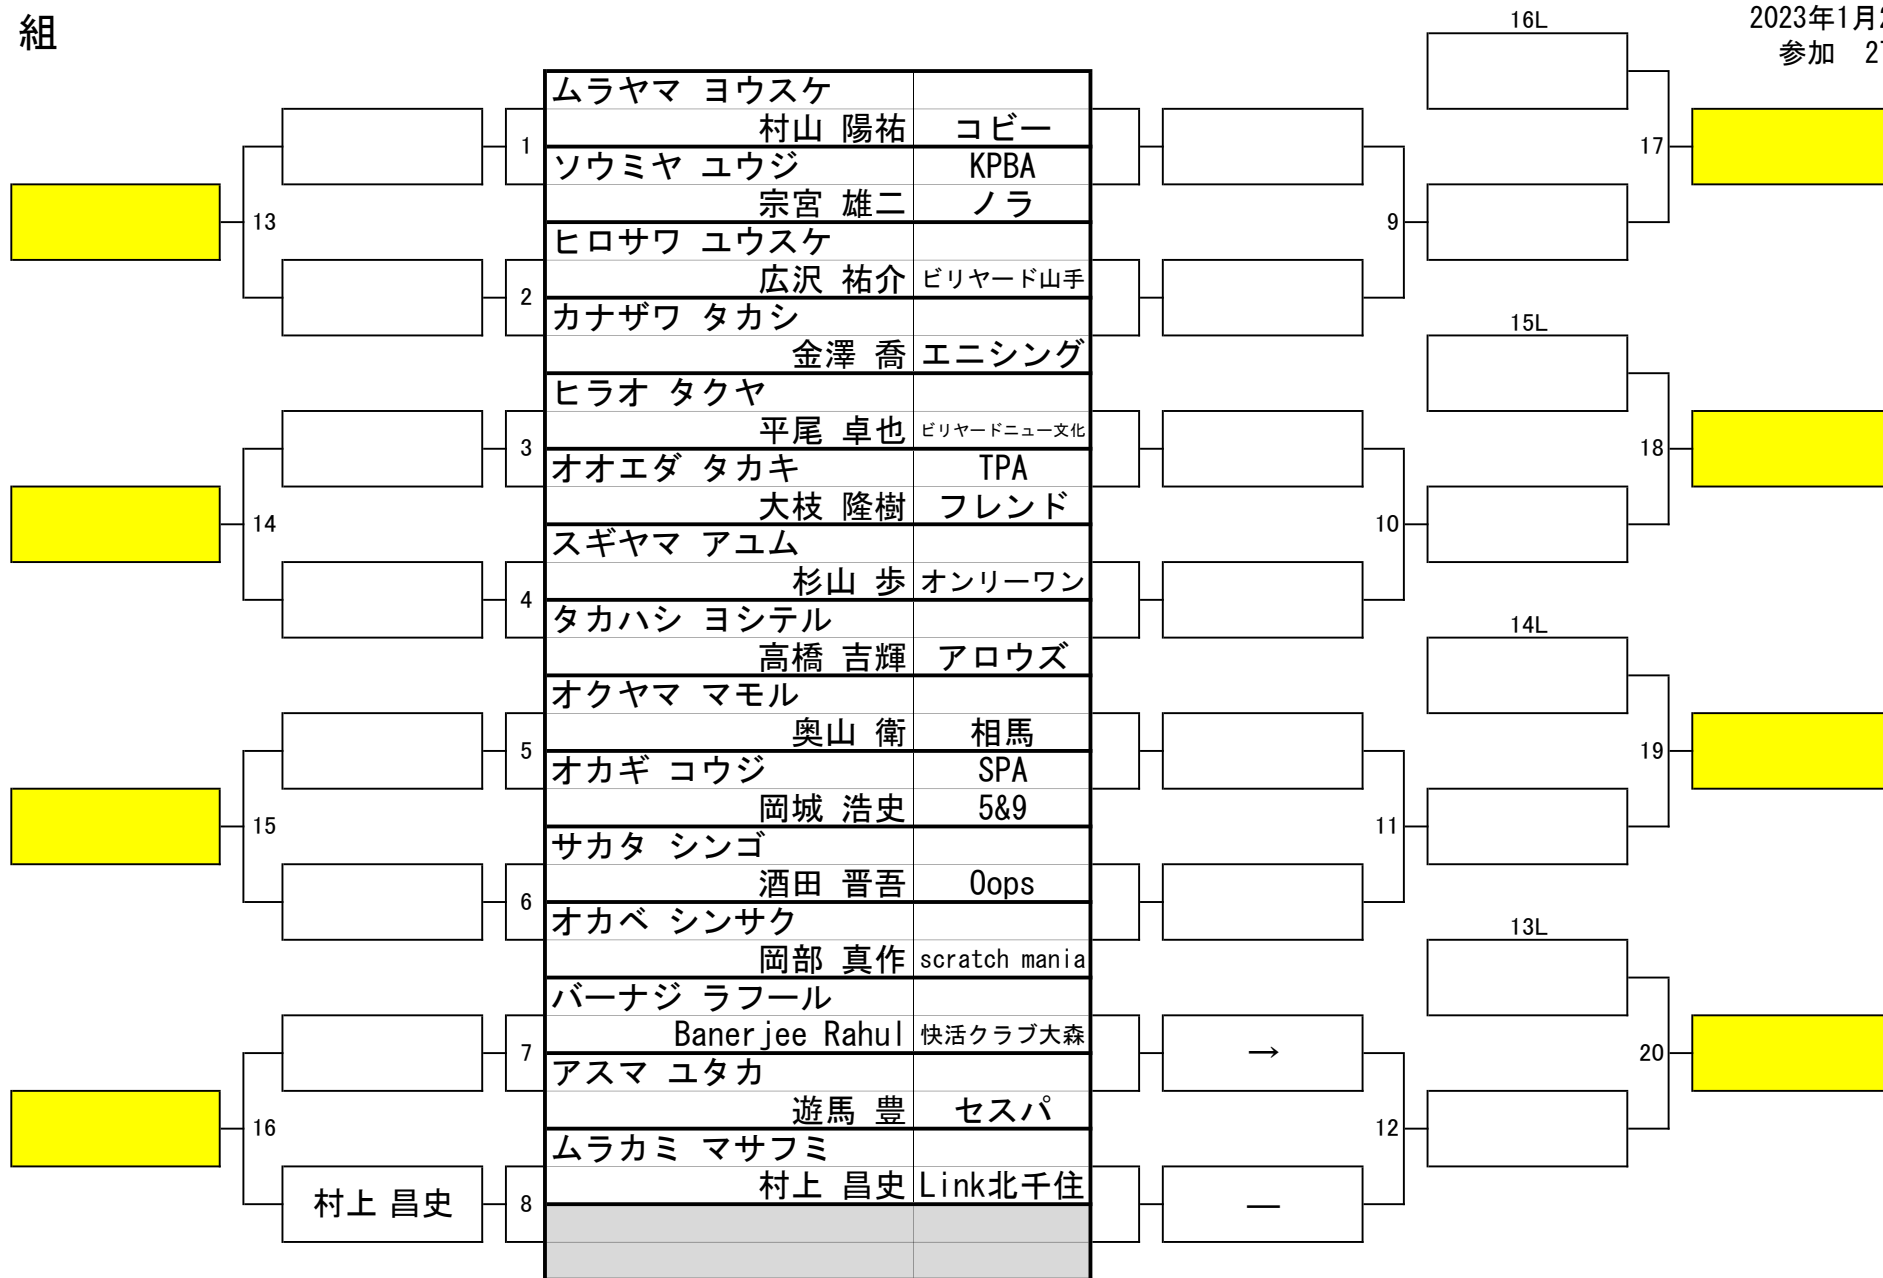 組
2023年1月
参加 2
16L
ムラヤマ ヨウスケ
村山 陽祐 コビー
1
17
ソウミヤ ユウジ KPBA
宗宮 雄二 ノラ
13
9
ヒロサワ ユウスケ
広沢 祐介 ビリヤード山手
2
カナザワ タカシ
15L
金澤 喬 エニシング
ヒラオ タクヤ
平尾 卓也 ビリヤードニュー文化
3
18
オオエダ タカキ TPA
大枝 隆樹 フレンド
14
10
スギヤマ アユム
杉山 歩 オンリーワン
4
タカハシ ヨシテル
14L
高橋 吉輝 アロウズ
オクヤマ マモル
奥山 衛 相馬
5
19
オカギ コウジ SPA
岡城 浩史 5&9
15
11
サカタ シンゴ
酒田 晋吾 Oops
6
オカベ シンサク
13L
岡部 真作 scratch mania
バーナジ ラフール
Banerjee Rahul 快活クラブ大森
7
→
20
アスマ ユタカ
遊馬 豊 セスパ
16
12
ムラカミ マサフミ
村上 昌史 Link北千住
村上 昌史
8
―